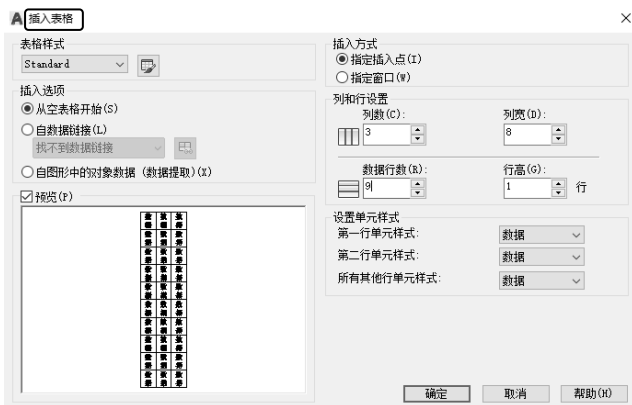 插入表格
表格样式
Standard
插入选项
从空表格开始(S)
自数据链接(L)
找不到数据链接
自图形中的对象数据 (数据提取)(X)
预览(P)
插入方式
指定插入点(I)
指定窗口(W)
列和行设置
列数(C): 列宽(D):
3 8
数据行数(R): 行高(G):
9 1 行
设置单元样式
第一行单元样式: 数据
第二行单元样式: 数据
所有其他行单元样式: 数据
确定 取消 帮助(H)